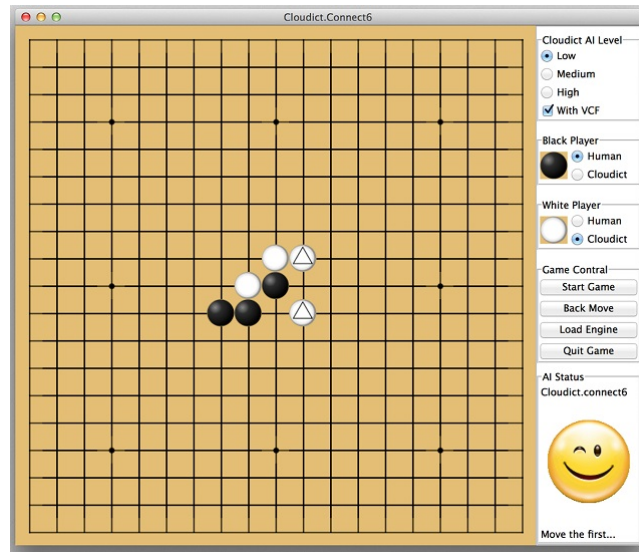 Cloudict.Connect6
Cloudict AI Level
Low
Medium
High
With VCF
Black Player
Human
Cloudict
White Player
Human
Cloudict
Game Contral
Start Game
Back Move
Load Engine
Quit Game
AI Status
Cloudict.connect6
Move the first...